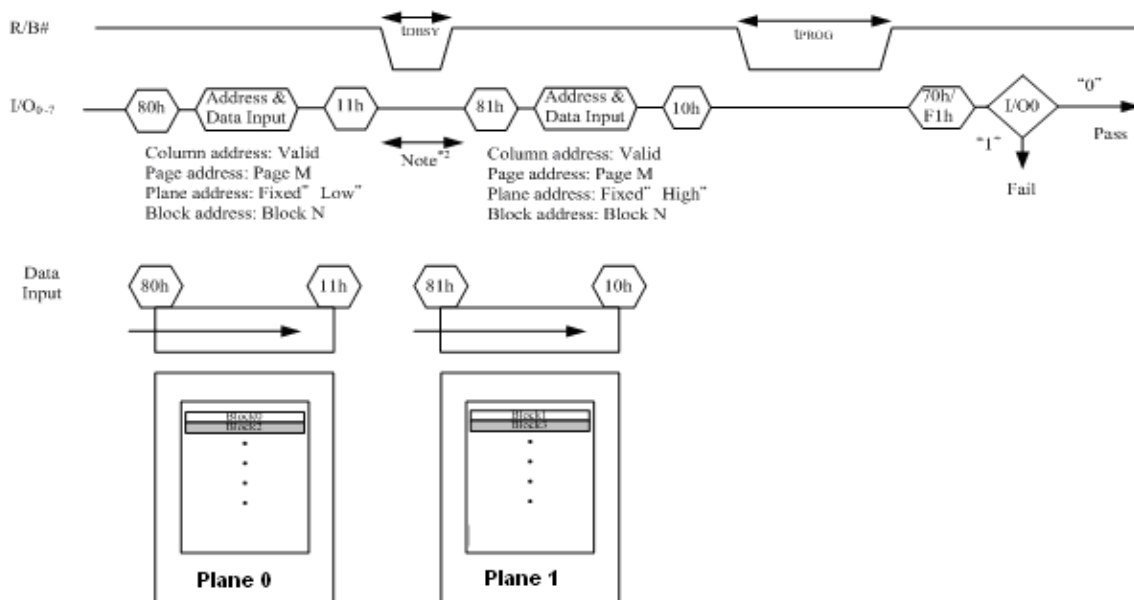 R/B#
tDBSY
tPROG
I/O0~7
80h
Address &
Data Input
11h
81h
Address &
Data Input
10h
70h/
F1h
I/O0
“0”
Pass
“1”
Fail
Note*2
Column address: Valid
Page address: Page M
Plane address: Fixed” Low”
Block address: Block N
Column address: Valid
Page address: Page M
Plane address: Fixed” High”
Block address: Block N
Data
Input
80h
11h
81h
10h
Block0
Block2
Block1
Block3
Plane 0
Plane 1